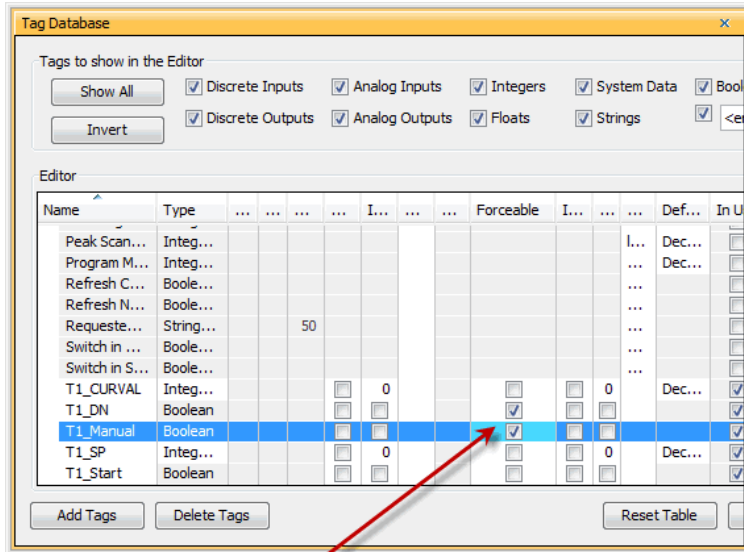 Tag Database
Tags to show in the Editor
Show All Discrete Inputs Analog Inputs Integers System Data Bool
Invert Discrete Outputs Analog Outputs Floats Strings <e
Editor
Name Type ... ... ... ... I... ... ... Forceable I... ... ... Def... In U
Peak Scan... Integ... l... Dec...
Program M... Integ... ... Dec...
Refresh C... Boole... ...
Refresh N... Boole... ...
Requeste... String... 50 ...
Switch in ... Boole... ...
Switch in S... Boole... ...
T1_CURVAL Integ... 0 0 Dec...
T1_DN Boolean
T1_Manual Boolean
T1_SP Integ... 0 0 Dec...
T1_Start Boolean
Add Tags Delete Tags Reset Table